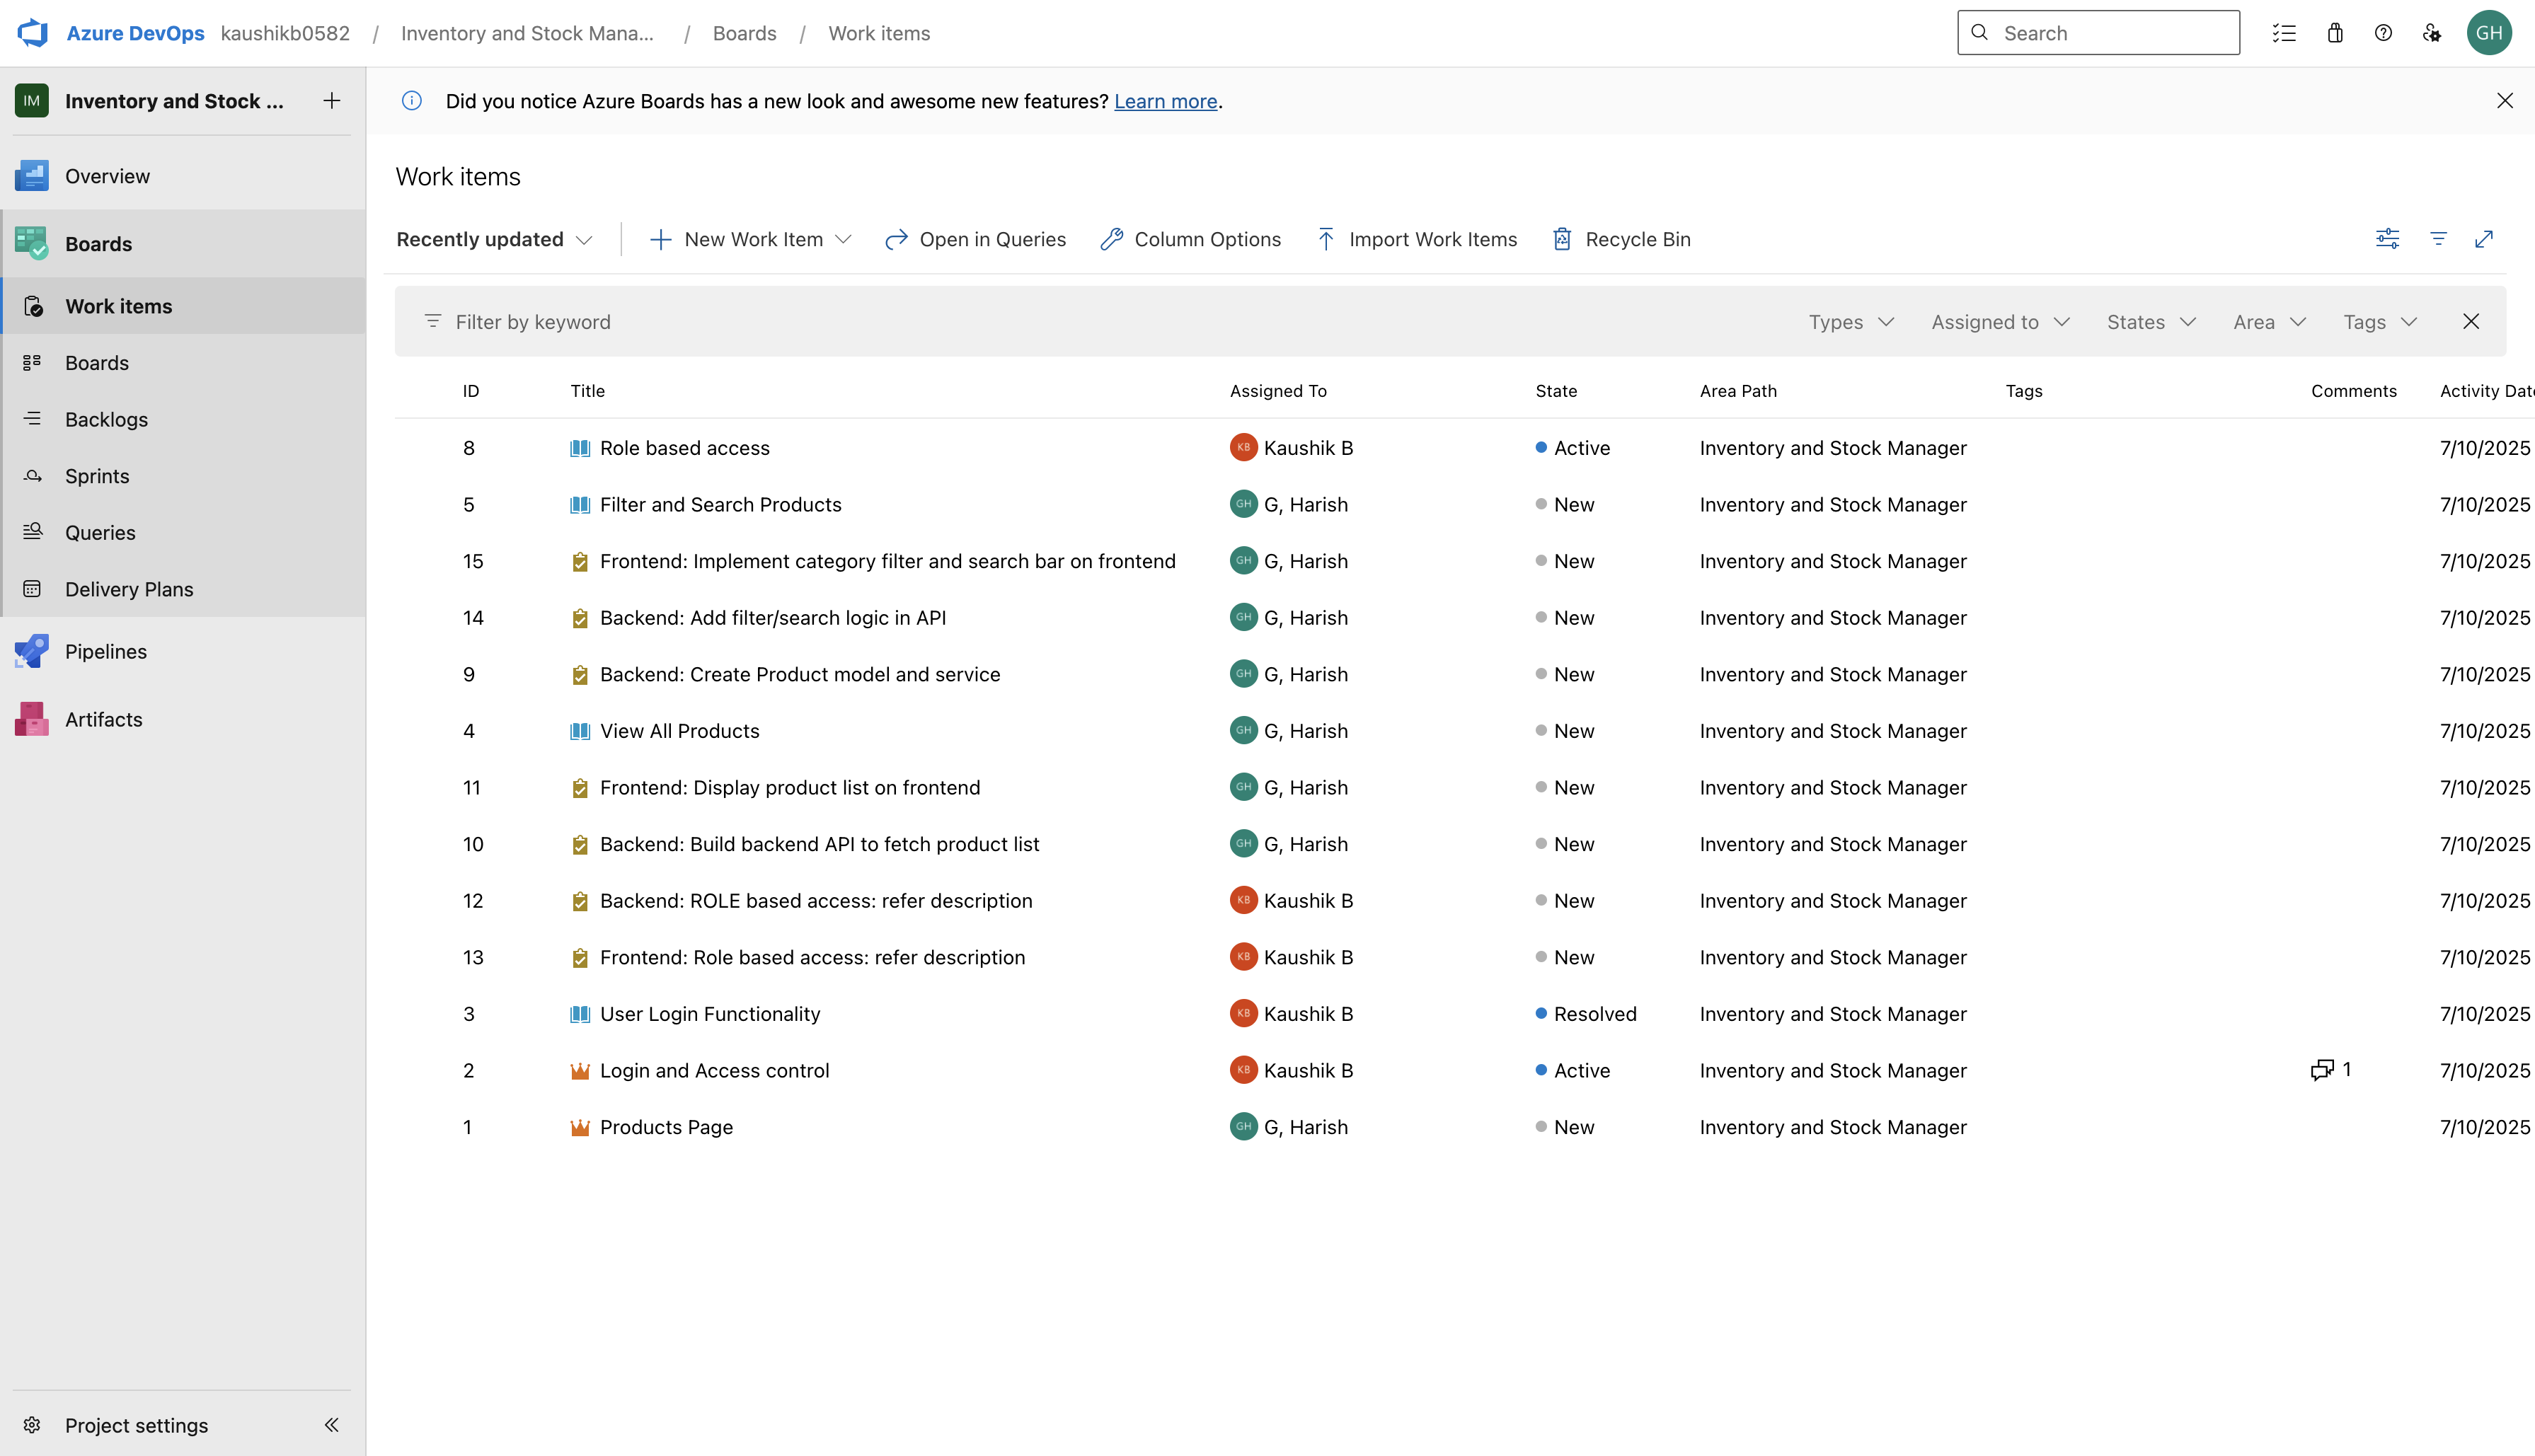 Azure DevOps kaushikb0582 / Inventory and Stock Mana... / Boards / Work items Search GH
IM Inventory and Stock ...
Did you notice Azure Boards has a new look and awesome new features? Learn more.
Overview
Boards
Work items
Boards
Backlogs
Sprints
Queries
Delivery Plans
Pipelines
Artifacts
Project settings
Work items
Recently updated New Work Item Open in Queries Column Options Import Work Items Recycle Bin
Filter by keyword Types Assigned to States Area Tags
ID Title Assigned To State Area Path Tags Comments Activity Date
8 Role based access KB Kaushik B Active Inventory and Stock Manager 7/10/2025
5 Filter and Search Products GH G, Harish New Inventory and Stock Manager 7/10/2025
15 Frontend: Implement category filter and search bar on frontend GH G, Harish New Inventory and Stock Manager 7/10/2025
14 Backend: Add filter/search logic in API GH G, Harish New Inventory and Stock Manager 7/10/2025
9 Backend: Create Product model and service GH G, Harish New Inventory and Stock Manager 7/10/2025
4 View All Products GH G, Harish New Inventory and Stock Manager 7/10/2025
11 Frontend: Display product list on frontend GH G, Harish New Inventory and Stock Manager 7/10/2025
10 Backend: Build backend API to fetch product list GH G, Harish New Inventory and Stock Manager 7/10/2025
12 Backend: ROLE based access: refer description KB Kaushik B New Inventory and Stock Manager 7/10/2025
13 Frontend: Role based access: refer description KB Kaushik B New Inventory and Stock Manager 7/10/2025
3 User Login Functionality KB Kaushik B Resolved Inventory and Stock Manager 7/10/2025
2 Login and Access control KB Kaushik B Active Inventory and Stock Manager 1 7/10/2025
1 Products Page GH G, Harish New Inventory and Stock Manager 7/10/2025